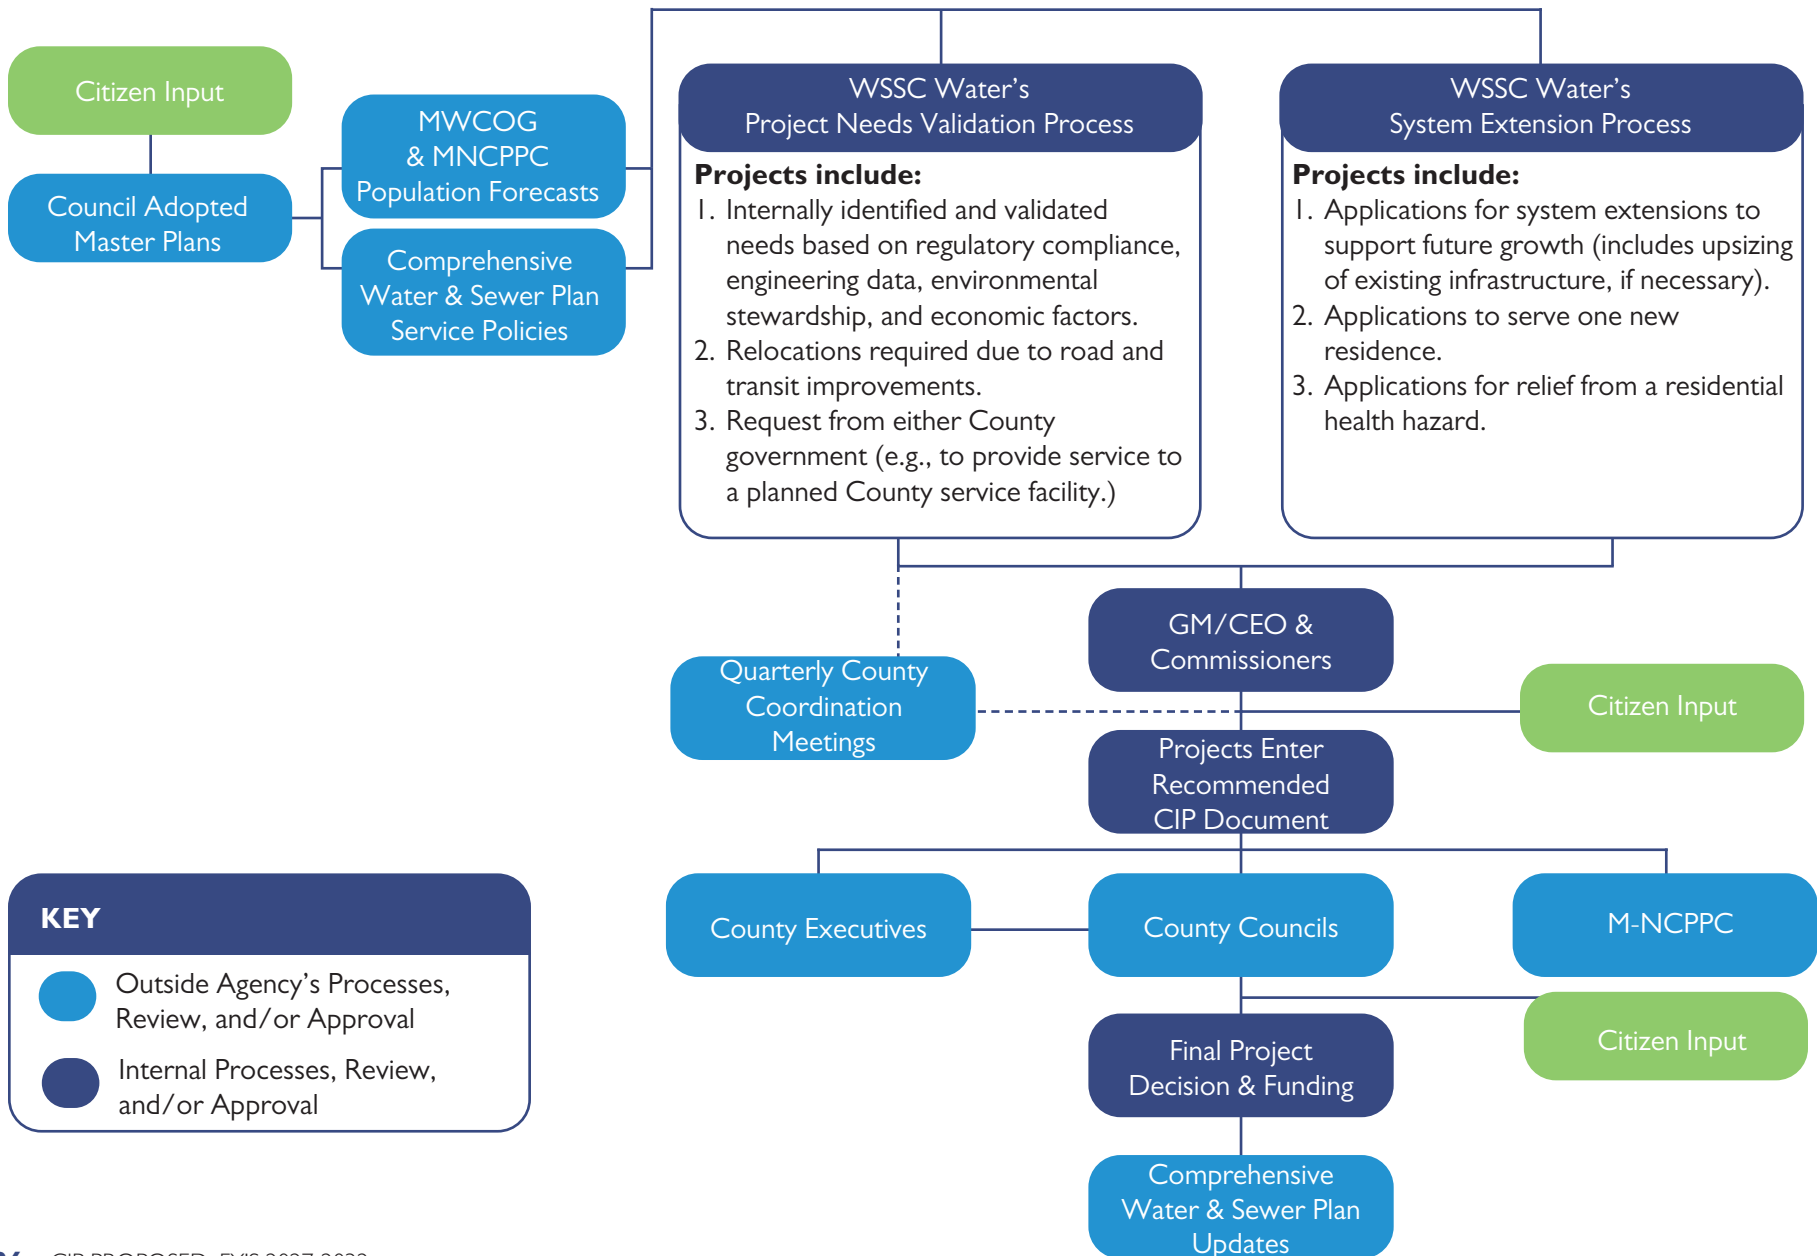 Citizen Input
Council Adopted
Master Plans
MWCOG
& MNCPPC
Population Forecasts
Comprehensive
Water & Sewer Plan
Service Policies
WSSC Water's
Project Needs Validation Process
Projects include:
1. Internally identified and validated
needs based on regulatory compliance,
engineering data, environmental
stewardship, and economic factors.
2. Relocations required due to road and
transit improvements.
3. Request from either County
government (e.g., to provide service to
a planned County service facility.)
WSSC Water's
System Extension Process
Projects include:
1. Applications for system extensions to
support future growth (includes upsizing
of existing infrastructure, if necessary).
2. Applications to serve one new
residence.
3. Applications for relief from a residential
health hazard.
GM/CEO &
Commissioners
Quarterly County
Coordination
Meetings
Citizen Input
Projects Enter
Recommended
CIP Document
County Executives
County Councils
M-NCPPC
Citizen Input
Final Project
Decision & Funding
Comprehensive
Water & Sewer Plan
Updates
KEY
Outside Agency's Processes,
Review, and/or Approval
Internal Processes, Review,
and/or Approval